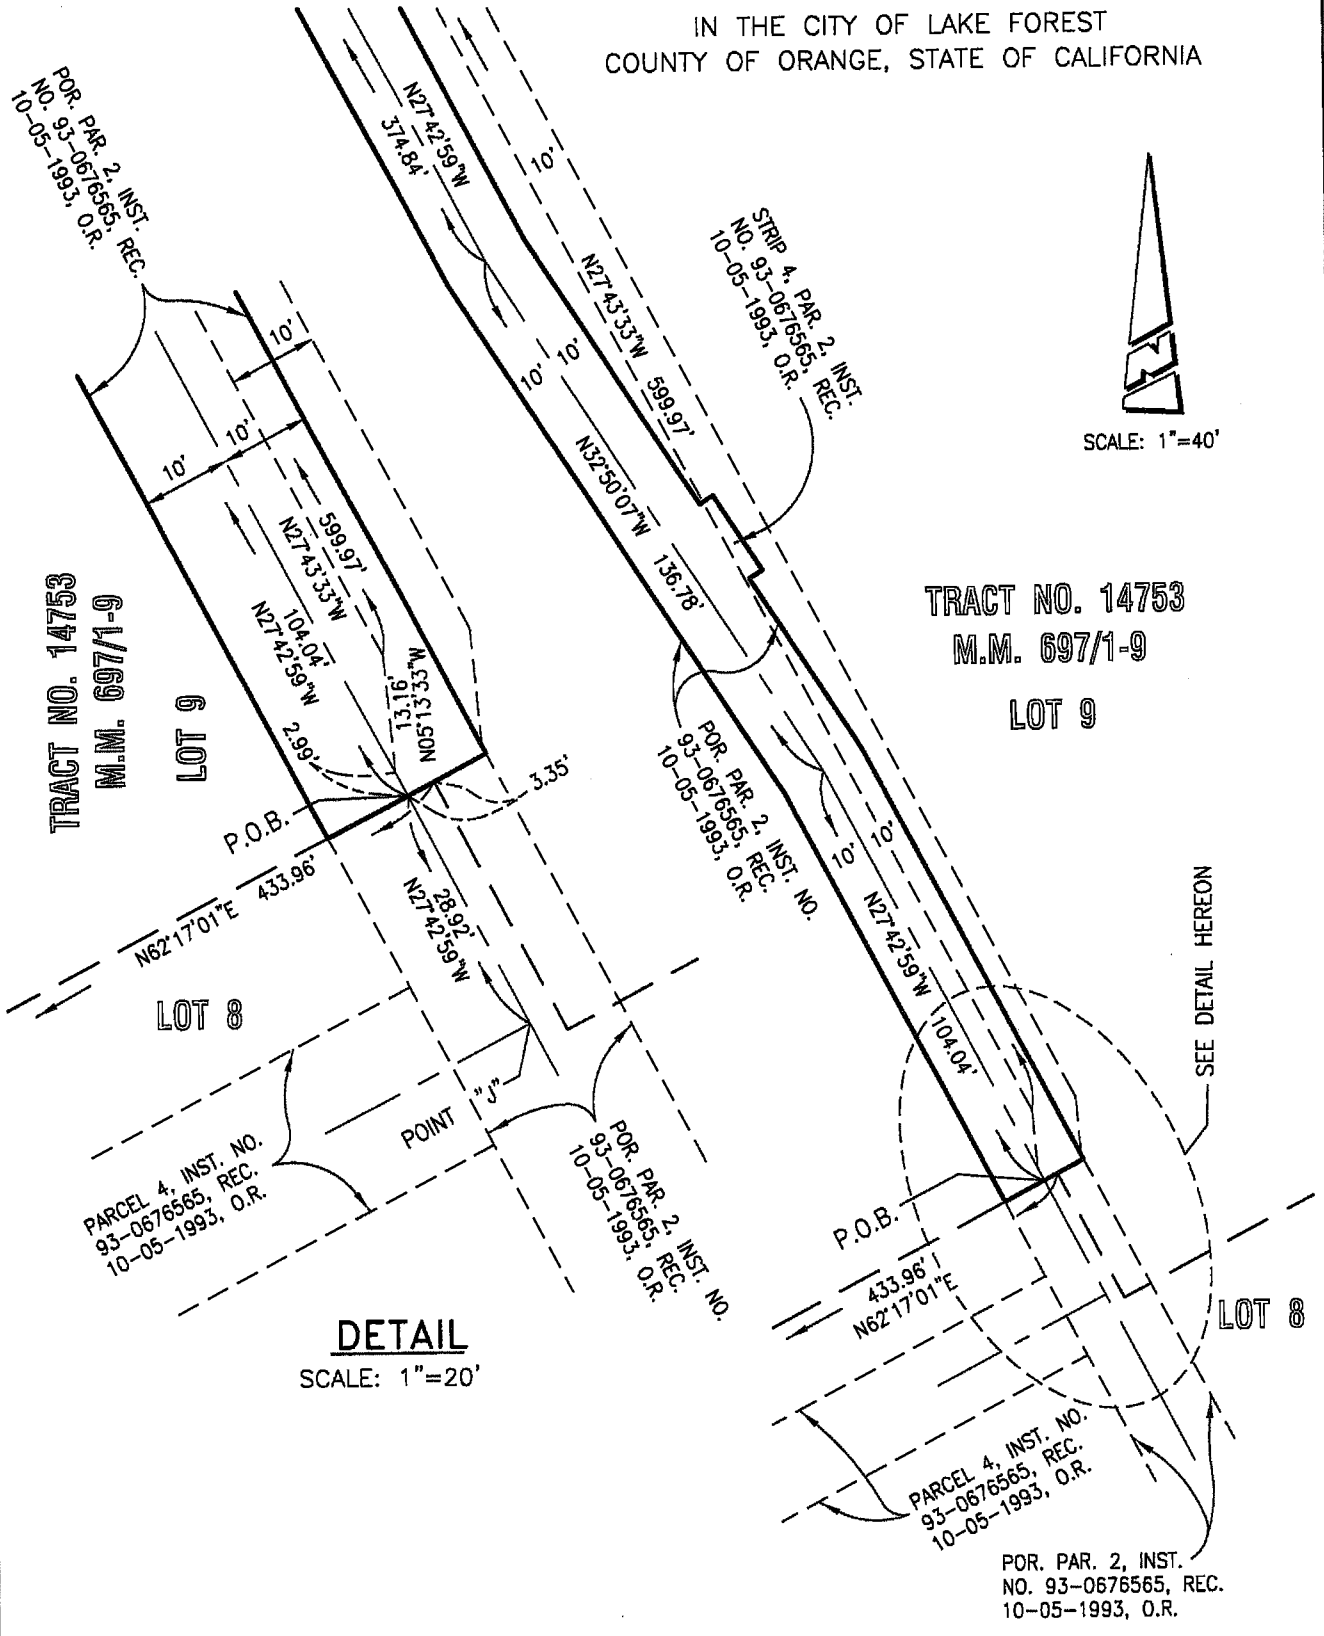 IN THE CITY OF LAKE FOREST
COUNTY OF ORANGE, STATE OF CALIFORNIA
POR. PAR. 2, INST.
NO. 93-0676565, REC.
10-05-1993, O.R.
N27°42'59"W
374.84'
10'
STRIP 4, PAR. 2, INST.
NO. 93-0676565, REC.
10-05-1993, O.R.
N27°43'33"W
599.97'
10'
10'
N32°50'07"W
136.78'
SCALE: 1"=40'
10'
10'
10'
599.97'
N27°43'33"W
104.04'
N27°42'59"W
13.16'
N05°13'33"W
2.99'
3.35'
P.O.B.
N62°17'01"E 433.96'
TRACT NO. 14753
M.M. 697/1-9
LOT 9
TRACT NO. 14753
M.M. 697/1-9
LOT 9
POR. PAR. 2, INST. NO.
93-0676565, REC.
10-05-1993, O.R.
10'
10'
N27°42'59"W
104.04'
SEE DETAIL HEREON
28.92'
N27°42'59"W
LOT 8
POINT "J"
PARCEL 4, INST. NO.
93-0676565, REC.
10-05-1993, O.R.
POR. PAR. 2, INST. NO.
93-0676565, REC.
10-05-1993, O.R.
DETAIL
SCALE: 1"=20'
P.O.B.
433.96'
N62°17'01"E
LOT 8
PARCEL 4, INST. NO.
93-0676565, REC.
10-05-1993, O.R.
POR. PAR. 2, INST.
NO. 93-0676565, REC.
10-05-1993, O.R.